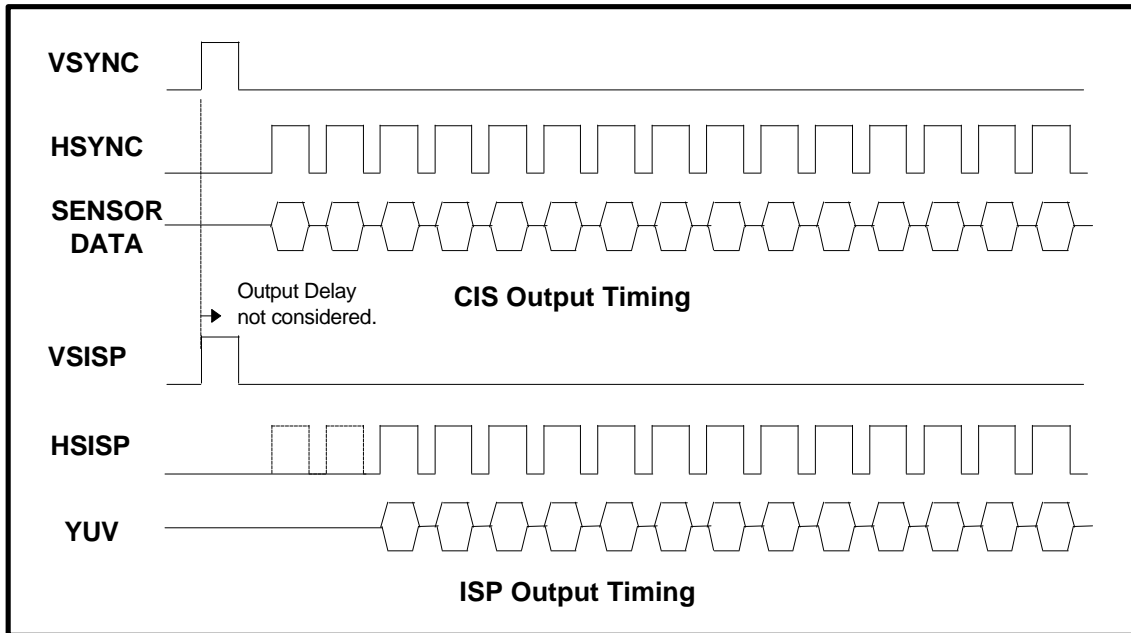 VSYNC
HSYNC
SENSOR
DATA
Output Delay
not considered.
CIS Output Timing
VSISP
HSISP
YUV
ISP Output Timing